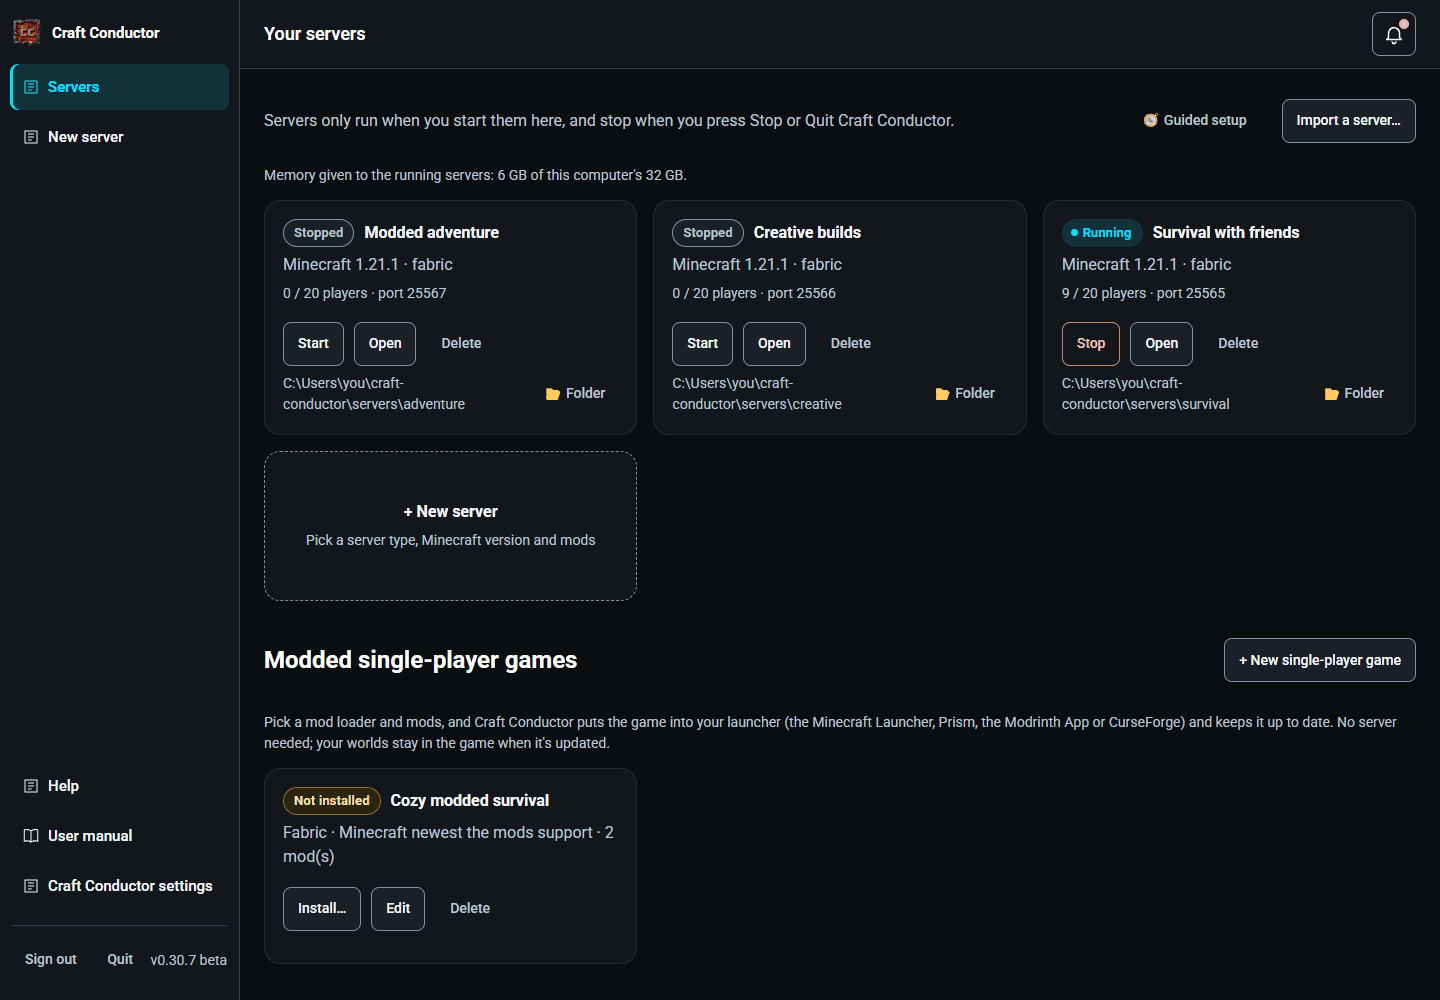 Craft Conductor
Servers
New server
Help
User manual
Craft Conductor settings
Sign out
Quit
v0.30.7 beta
Your servers
Servers only run when you start them here, and stop when you press Stop or Quit Craft Conductor.
Guided setup
Import a server...
Memory given to the running servers: 6 GB of this computer's 32 GB.
Stopped
Modded adventure
Minecraft 1.21.1 · fabric
0 / 20 players · port 25567
Start
Open
Delete
C:\Users\you\craft-
conductor\servers\adventure
Folder
Stopped
Creative builds
Minecraft 1.21.1 · fabric
0 / 20 players · port 25566
Start
Open
Delete
C:\Users\you\craft-
conductor\servers\creative
Folder
Running
Survival with friends
Minecraft 1.21.1 · fabric
9 / 20 players · port 25565
Stop
Open
Delete
C:\Users\you\craft-
conductor\servers\survival
Folder
+ New server
Pick a server type, Minecraft version and mods
Modded single-player games
+ New single-player game
Pick a mod loader and mods, and Craft Conductor puts the game into your launcher (the Minecraft Launcher, Prism, the Modrinth App or CurseForge) and keeps it up to date. No server
needed; your worlds stay in the game when it's updated.
Not installed
Cozy modded survival
Fabric · Minecraft newest the mods support · 2
mod(s)
Install...
Edit
Delete